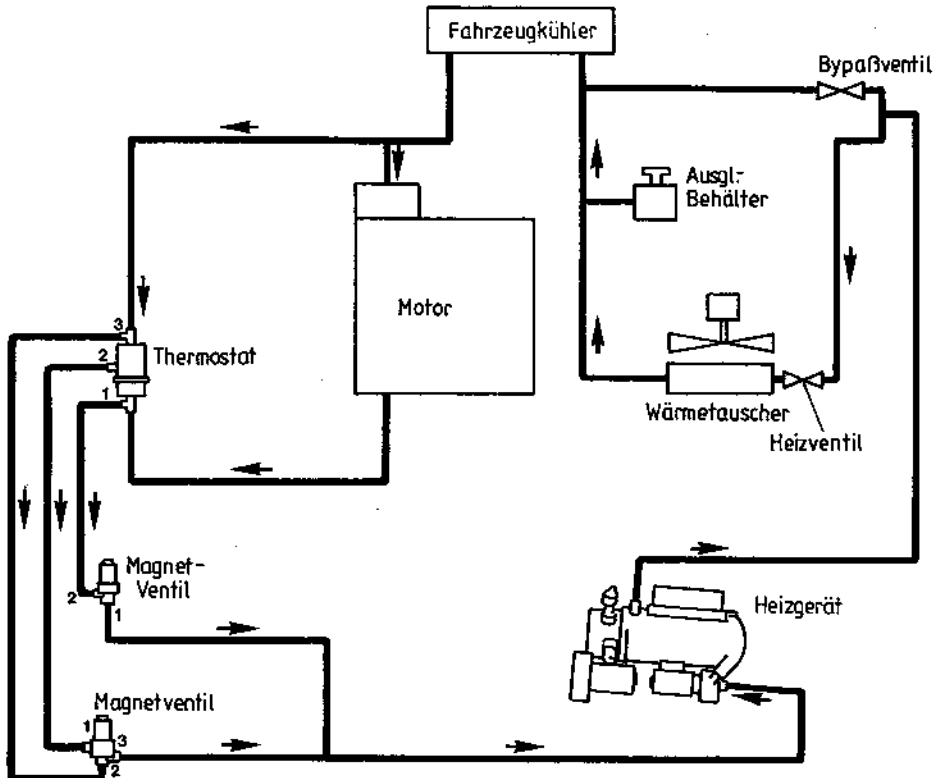 Fahrzeugkühler
Bypaßventil
Ausgl.-
Behälter
Motor
3
2
Thermostat
1
Wärmetauscher
Heizventil
Magnet-
Ventil
2
1
Heizgerät
Magnetventil
1
3
2